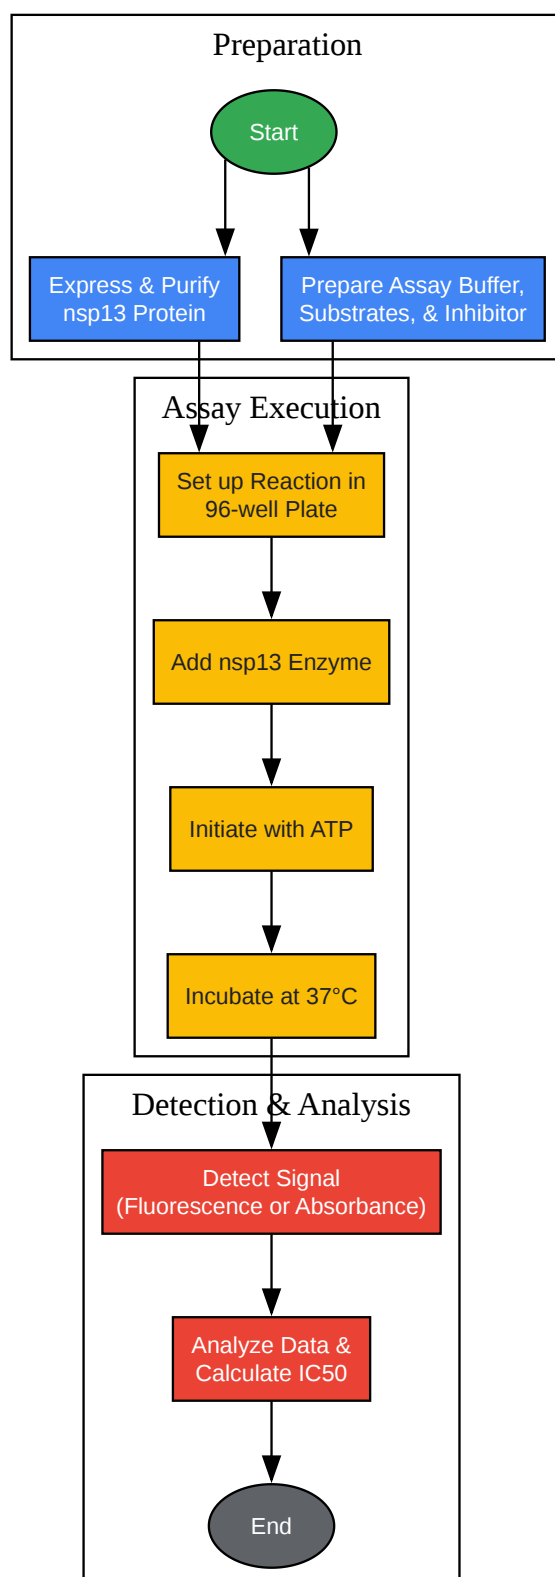 Preparation
Start
Express & Purify
nsp13 Protein
Prepare Assay Buffer,
Substrates, & Inhibitor
Assay Execution
Set up Reaction in
96-well Plate
Add nsp13 Enzyme
Initiate with ATP
Incubate at 37°C
Detection & Analysis
Detect Signal
(Fluorescence or Absorbance)
Analyze Data &
Calculate IC50
End